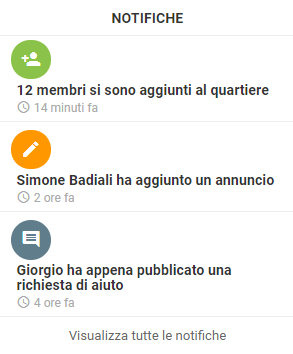 NOTIFICHE
12 membri si sono aggiunti al quartiere
14 minuti fa
Simone Badiali ha aggiunto un annuncio
2 ore fa
Giorgio ha appena pubblicato una
richiesta di aiuto
4 ore fa
Visualizza tutte le notifiche